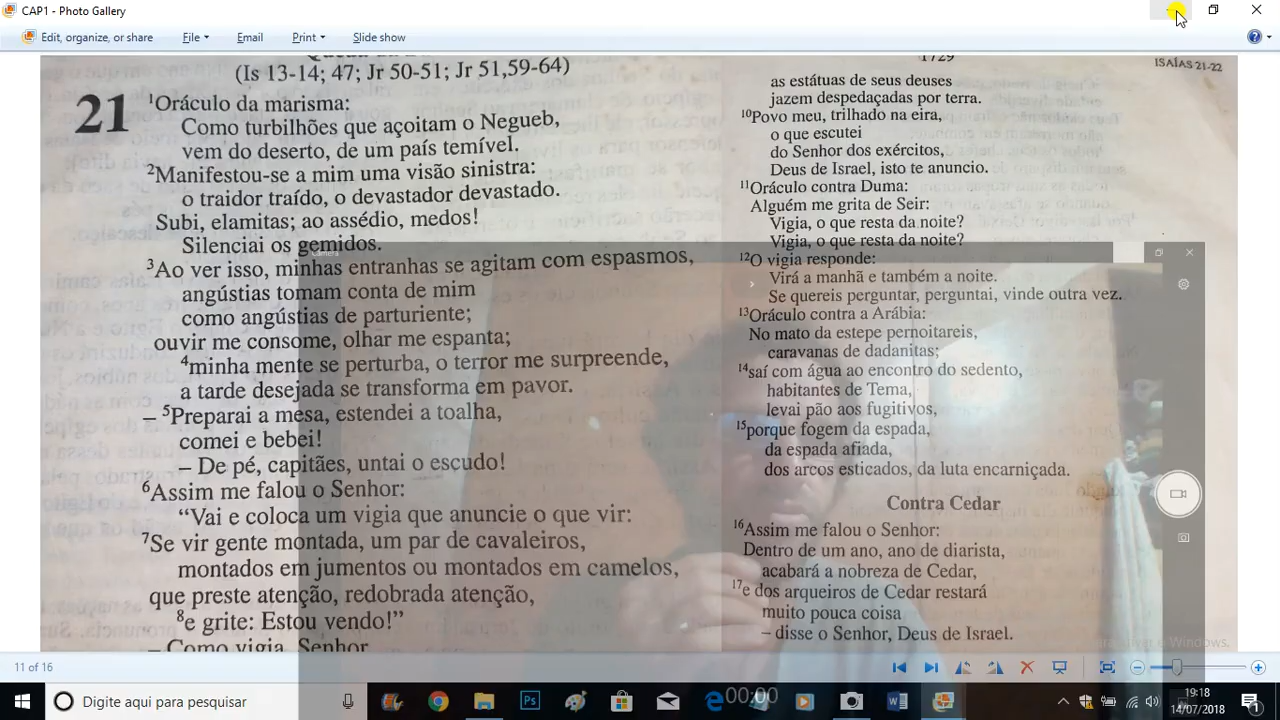 CAP1 - Photo Gallery
Edit, organize, or share
File
Email
Print
Slide show
(Is 13-14; 47; Jr 50-51; Jr 51,59-64)
21
¹Oráculo da marisma:
Como turbilhões que açoitam o Negueb,
vem do deserto, de um país temível.
²Manifestou-se a mim uma visão sinistra:
o traidor traído, o devastador devastado.
Subi, elamitas; ao assédio, medos!
Silenciai os gemidos.
³Ao ver isso, minhas entranhas se agitam com espasmos,
angústias tomam conta de mim
como angústias de parturiente;
ouvir me consome, olhar me espanta;
⁴minha mente se perturba, o terror me surpreende,
a tarde desejada se transforma em pavor.
– ⁵Preparai a mesa, estendei a toalha,
comei e bebei!
– De pé, capitães, untai o escudo!
⁶Assim me falou o Senhor:
“Vai e coloca um vigia que anuncie o que vir:
⁷Se vir gente montada, um par de cavaleiros,
montados em jumentos ou montados em camelos,
que preste atenção, redobrada atenção,
⁸e grite: Estou vendo!”
– Como vigia, Senhor
1729
ISAÍAS 21-22
as estátuas de seus deuses
jazem despedaçadas por terra.
¹⁰Povo meu, trilhado na eira,
o que escutei
do Senhor dos exércitos,
Deus de Israel, isto te anuncio.
¹¹Oráculo contra Duma:
Alguém me grita de Seir:
Vigia, o que resta da noite?
Vigia, o que resta da noite?
¹²O vigia responde:
Virá a manhã e também a noite.
Se quereis perguntar, perguntai, vinde outra vez.
¹³Oráculo contra a Arábia:
No mato da estepe pernoitareis,
caravanas de dadanitas;
¹⁴saí com água ao encontro do sedento,
habitantes de Tema,
levai pão aos fugitivos,
¹⁵porque fogem da espada,
da espada afiada,
dos arcos esticados, da luta encarniçada.
Contra Cedar
¹⁶Assim me falou o Senhor:
Dentro de um ano, ano de diarista,
acabará a nobreza de Cedar,
¹⁷e dos arqueiros de Cedar restará
muito pouca coisa
– disse o Senhor, Deus de Israel.
Câmera
11 of 16
Digite aqui para pesquisar
00:00
19:18
14/07/2018